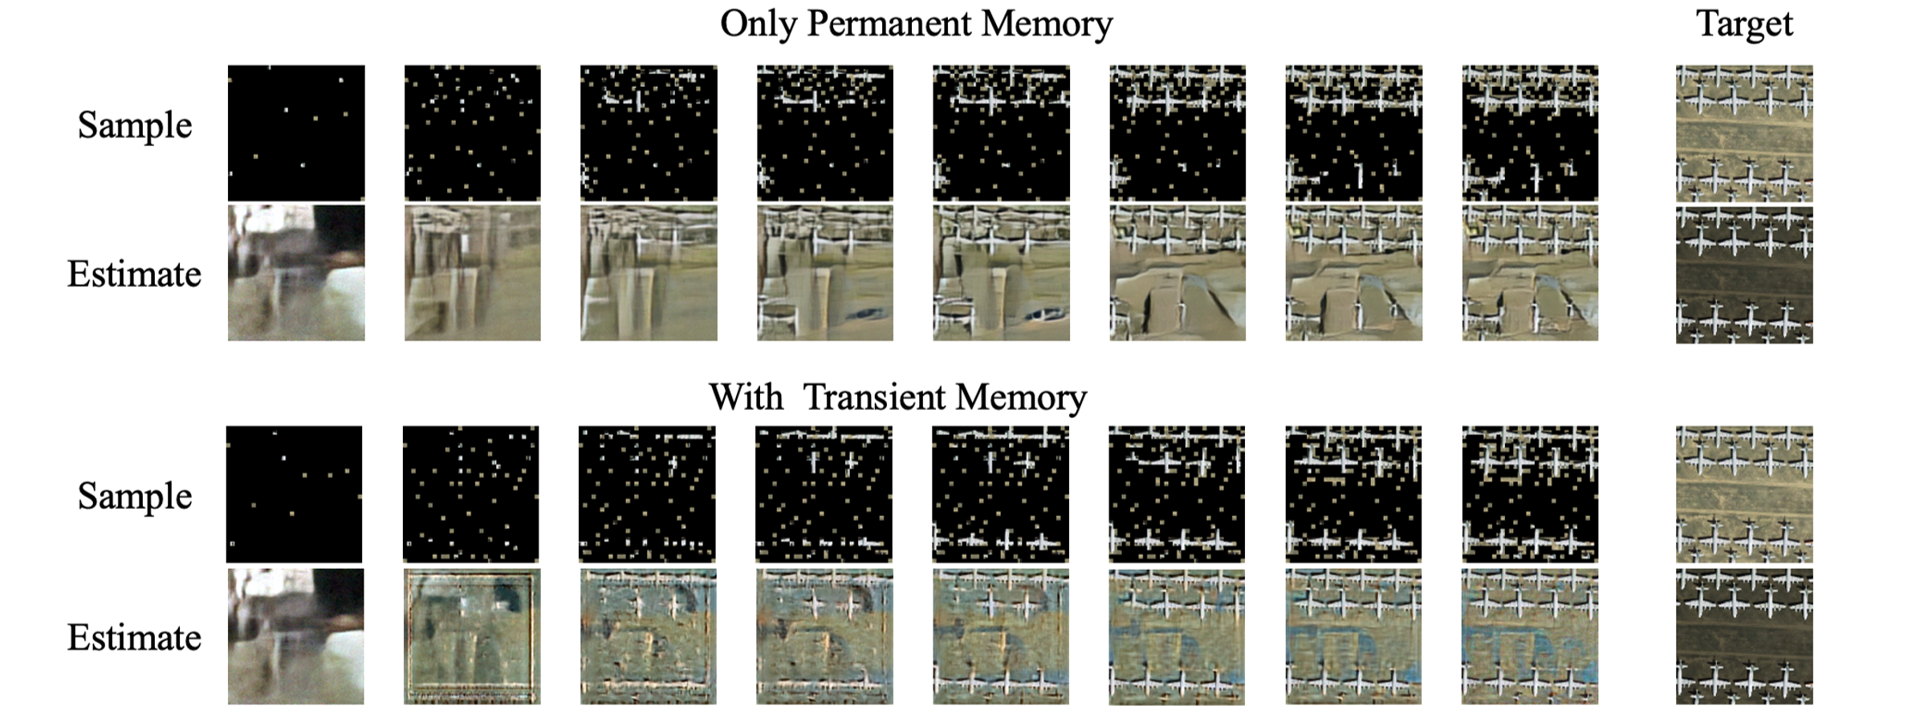 Only Permanent Memory
Target
Sample
Estimate
With Transient Memory
Sample
Estimate